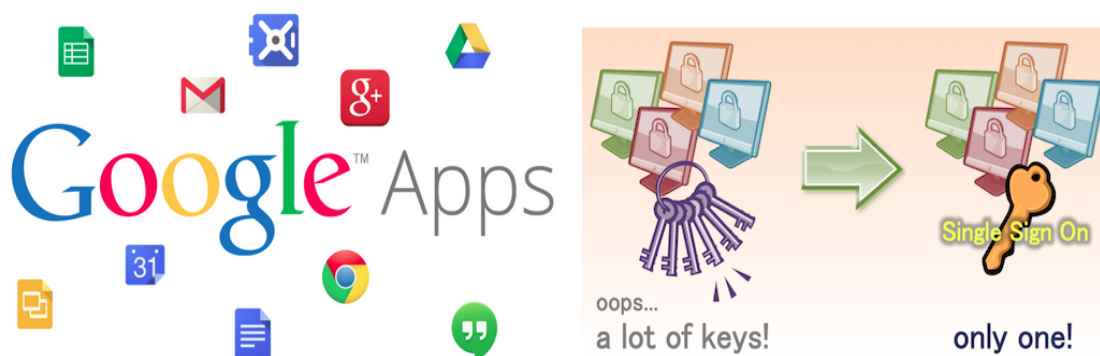 g+
Google™ Apps
31
Single Sign On
oops...
a lot of keys!
only one!